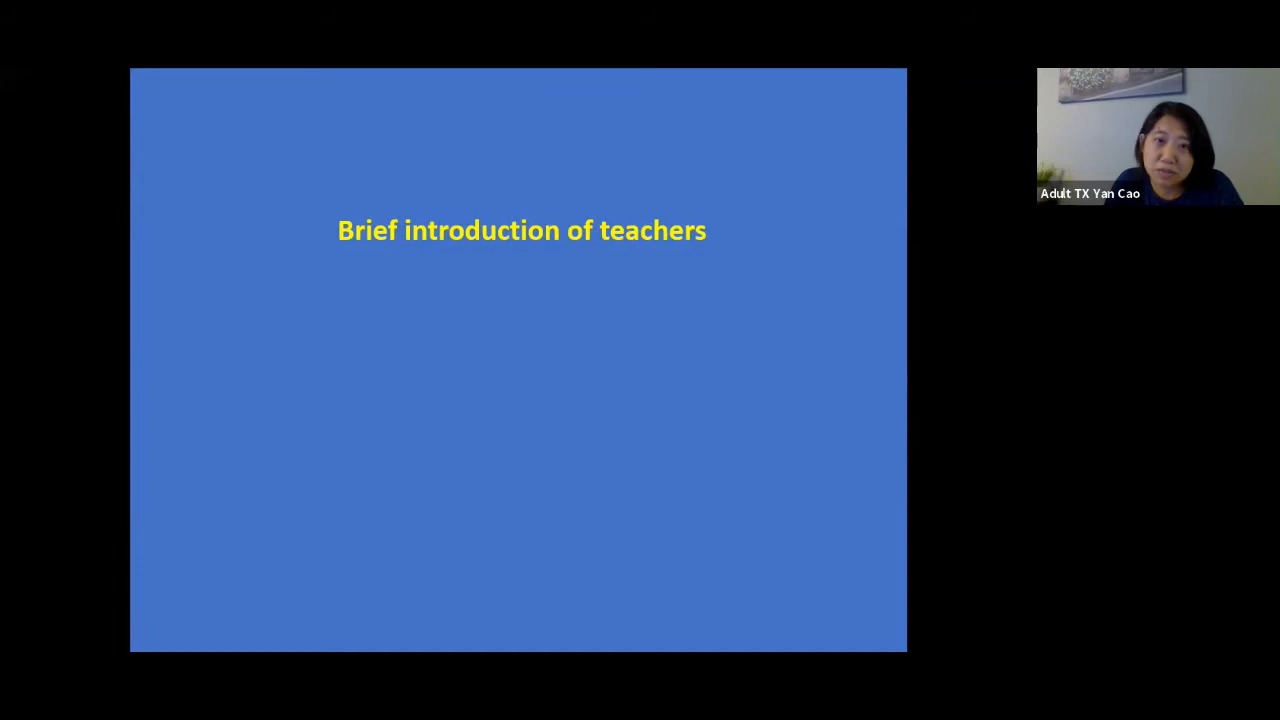 Brief introduction of teachers
Adult TX Yan Cao